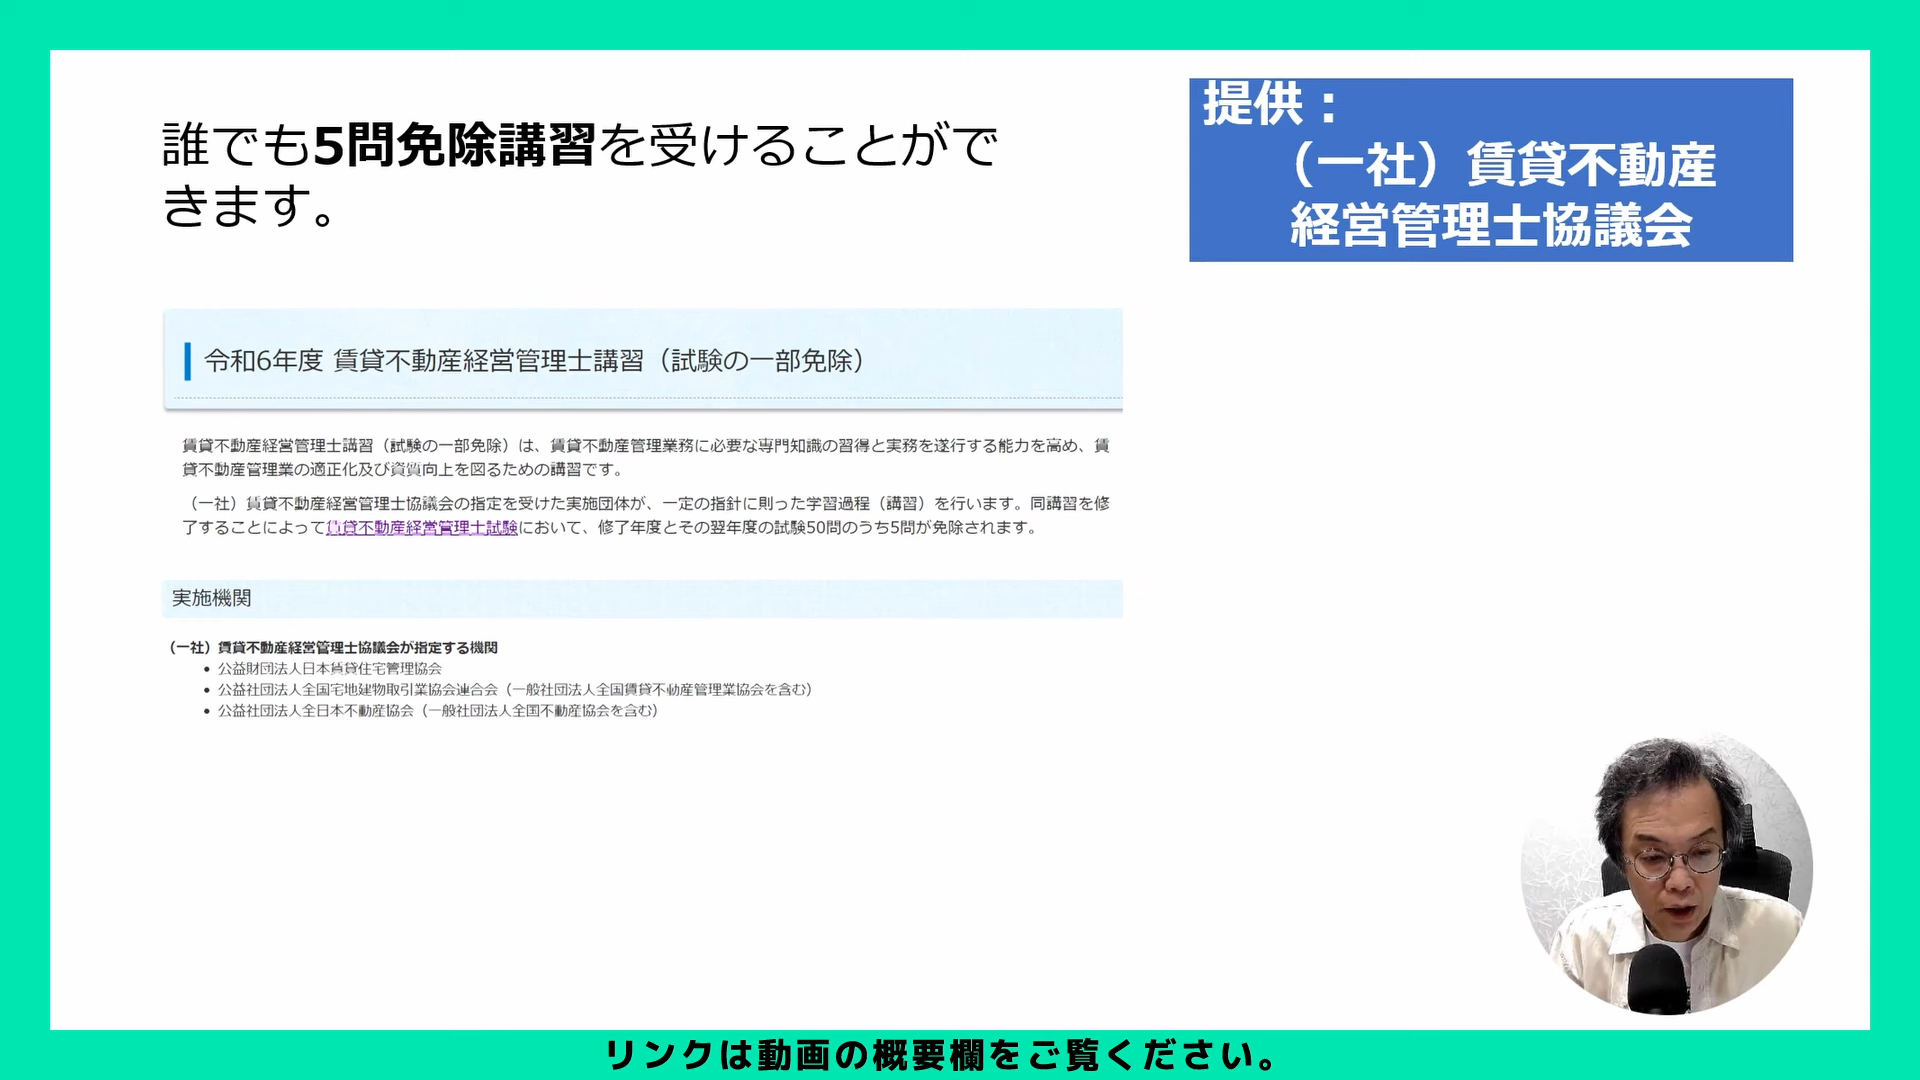 誰でも5問免除講習を受けることがで
きます。
提供：
（一社）賃貸不動産
経営管理士協議会
令和6年度 賃貸不動産経営管理士講習（試験の一部免除）
賃貸不動産経営管理士講習（試験の一部免除）は、賃貸不動産管理業務に必要な専門知識の習得と実務を遂行する能力を高め、賃
貸不動産管理業の適正化及び資質向上を図るための講習です。
（一社）賃貸不動産経営管理士協議会の指定を受けた実施団体が、一定の指針に則った学習過程（講習）を行います。同講習を修
了することによって賃貸不動産経営管理士試験において、修了年度とその翌年度の試験50問のうち5問が免除されます。
実施機関
（一社）賃貸不動産経営管理士協議会が指定する機関
• 公益財団法人日本賃貸住宅管理協会
• 公益社団法人全国宅地建物取引業協会連合会（一般社団法人全国賃貸不動産管理業協会を含む）
• 公益社団法人全日本不動産協会（一般社団法人全国不動産協会を含む）
リンクは動画の概要欄をご覧ください。